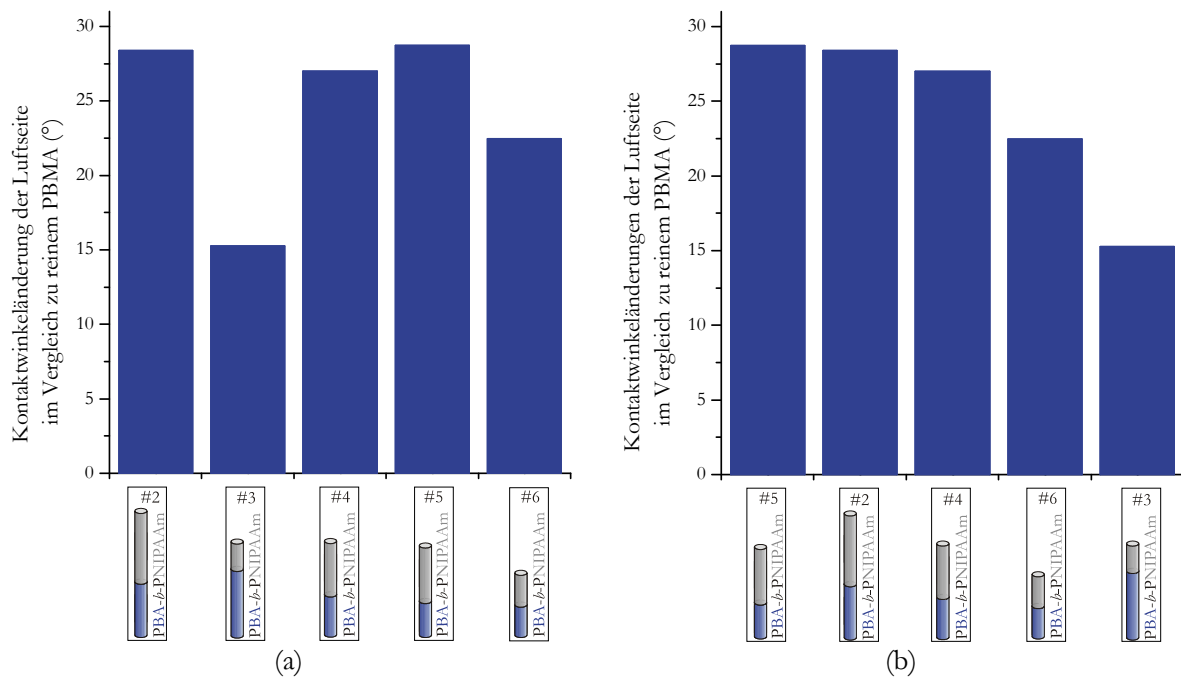 Kontaktwinkeländerung der Luftseite
im Vergleich zu reinem PBMA (°)
30
25
20
15
10
5
0
#2
PBA-b-PNIPAAm
#3
PBA-b-PNIPAAm
#4
PBA-b-PNIPAAm
#5
PBA-b-PNIPAAm
#6
PBA-b-PNIPAAm
(a)
Kontaktwinkeländerungen der Luftseite
im Vergleich zu reinem PBMA (°)
30
25
20
15
10
5
0
#5
PBA-b-PNIPAAm
#2
PBA-b-PNIPAAm
#4
PBA-b-PNIPAAm
#6
PBA-b-PNIPAAm
#3
PBA-b-PNIPAAm
(b)